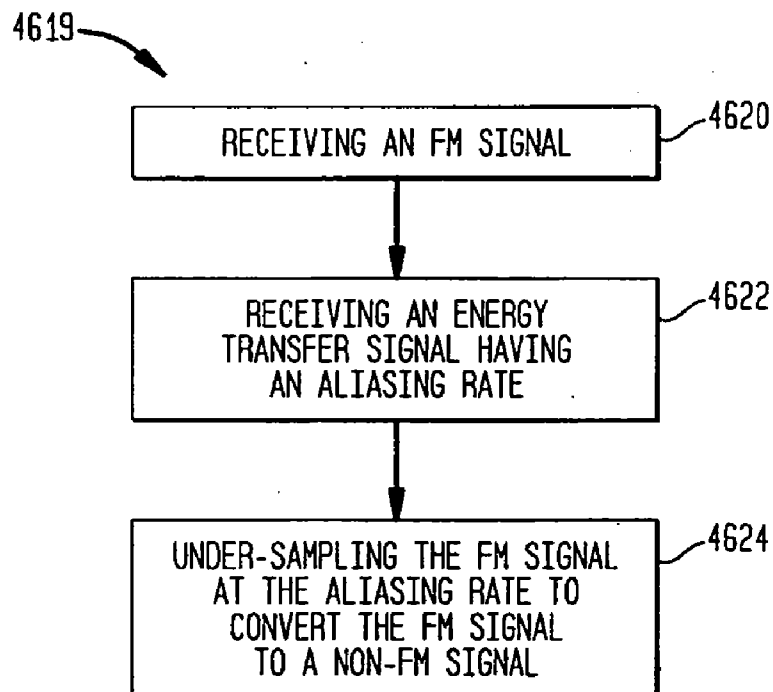 4619
4620
RECEIVING AN FM SIGNAL
4622
RECEIVING AN ENERGY
TRANSFER SIGNAL HAVING
AN ALIASING RATE
4624
UNDER-SAMPLING THE FM SIGNAL
AT THE ALIASING RATE TO
CONVERT THE FM SIGNAL
TO A NON-FM SIGNAL